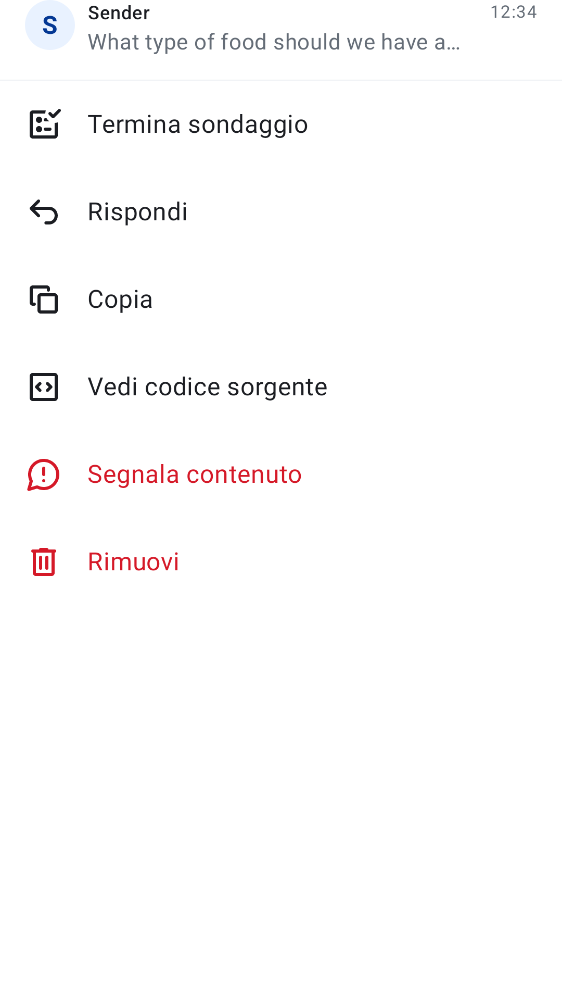 S
Sender
12:34
What type of food should we have a…
Termina sondaggio
Rispondi
Copia
Vedi codice sorgente
Segnala contenuto
Rimuovi